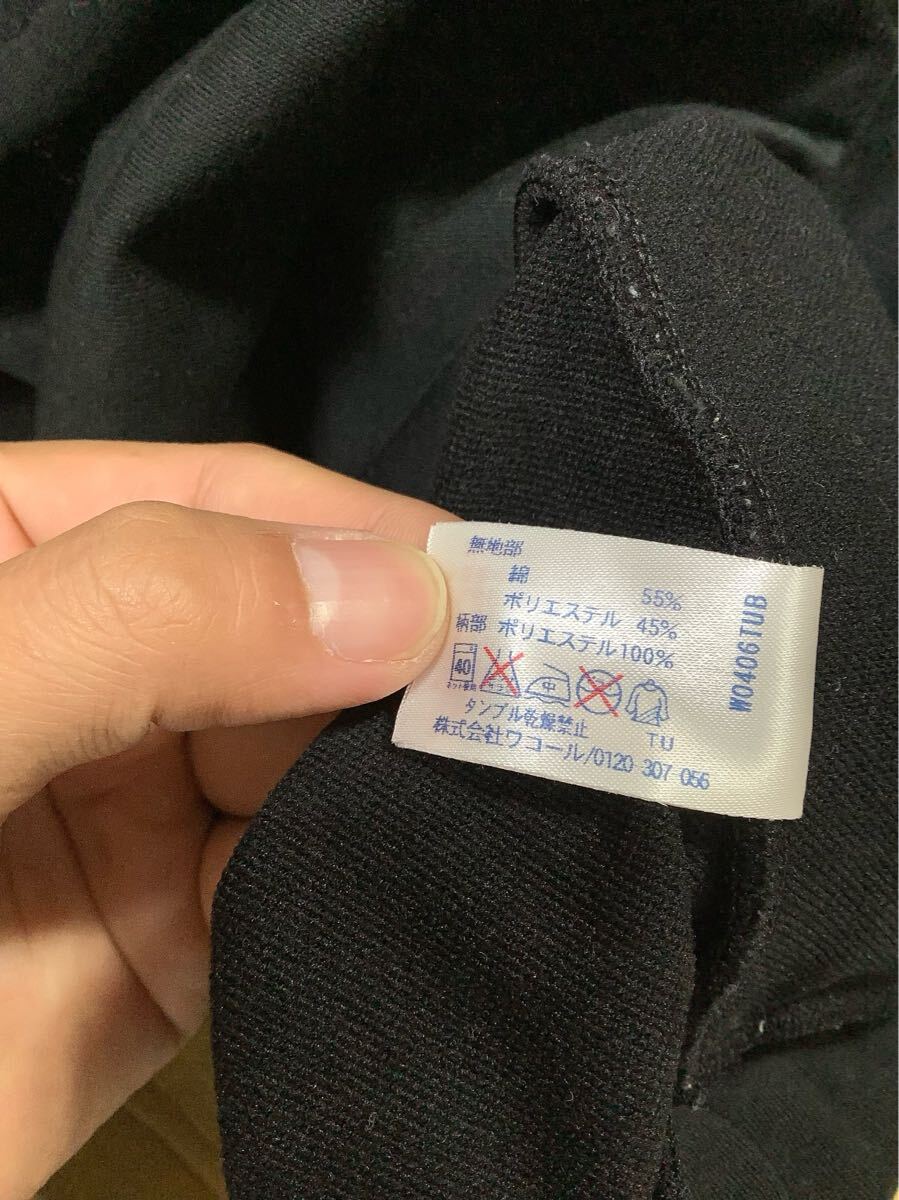 無地部
綿 55%
ポリエステル 45%
柄部 ポリエステル100%
40 中
タンブル乾燥禁止 TU
株式会社ワコール/0120 307 056
WO406TUB